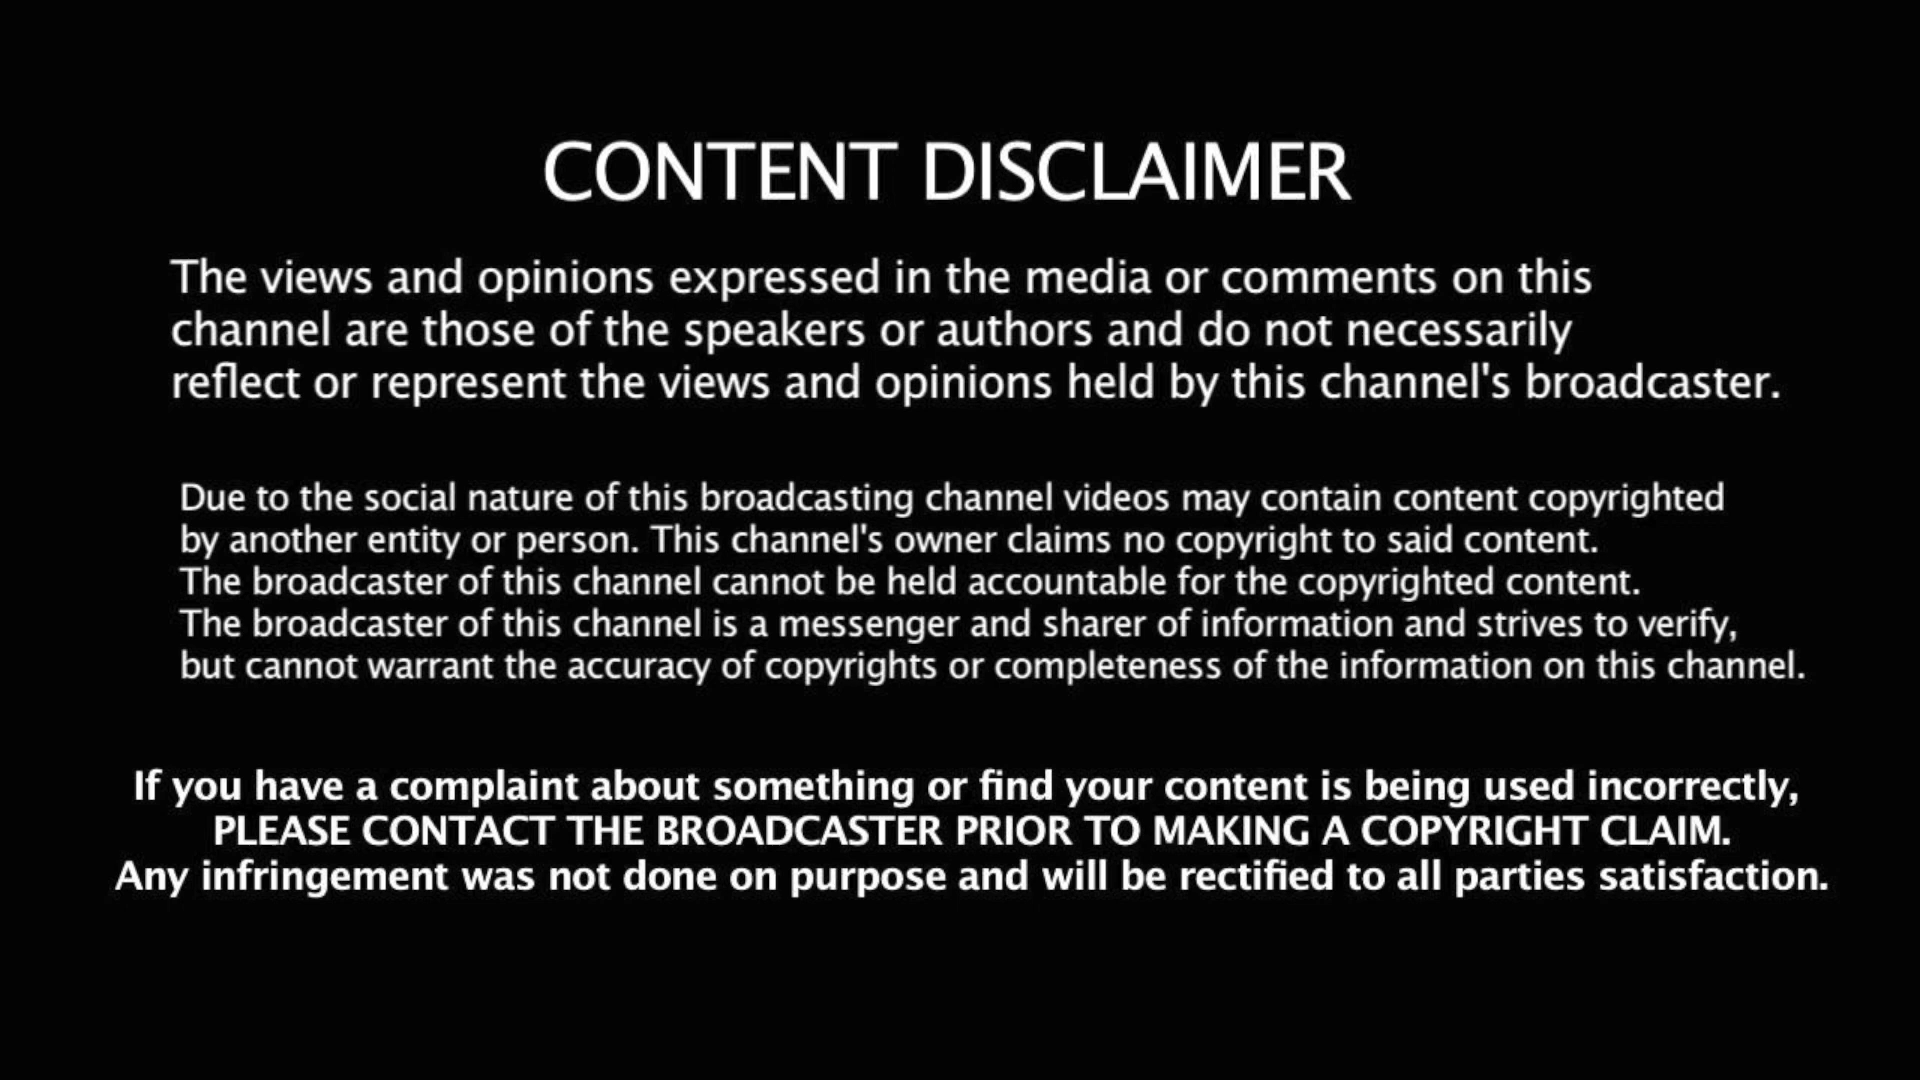 CONTENT DISCLAIMER
The views and opinions expressed in the media or comments on this
channel are those of the speakers or authors and do not necessarily
reflect or represent the views and opinions held by this channel's broadcaster.
Due to the social nature of this broadcasting channel videos may contain content copyrighted
by another entity or person. This channel's owner claims no copyright to said content.
The broadcaster of this channel cannot be held accountable for the copyrighted content.
The broadcaster of this channel is a messenger and sharer of information and strives to verify,
but cannot warrant the accuracy of copyrights or completeness of the information on this channel.
If you have a complaint about something or find your content is being used incorrectly,
PLEASE CONTACT THE BROADCASTER PRIOR TO MAKING A COPYRIGHT CLAIM.
Any infringement was not done on purpose and will be rectified to all parties satisfaction.